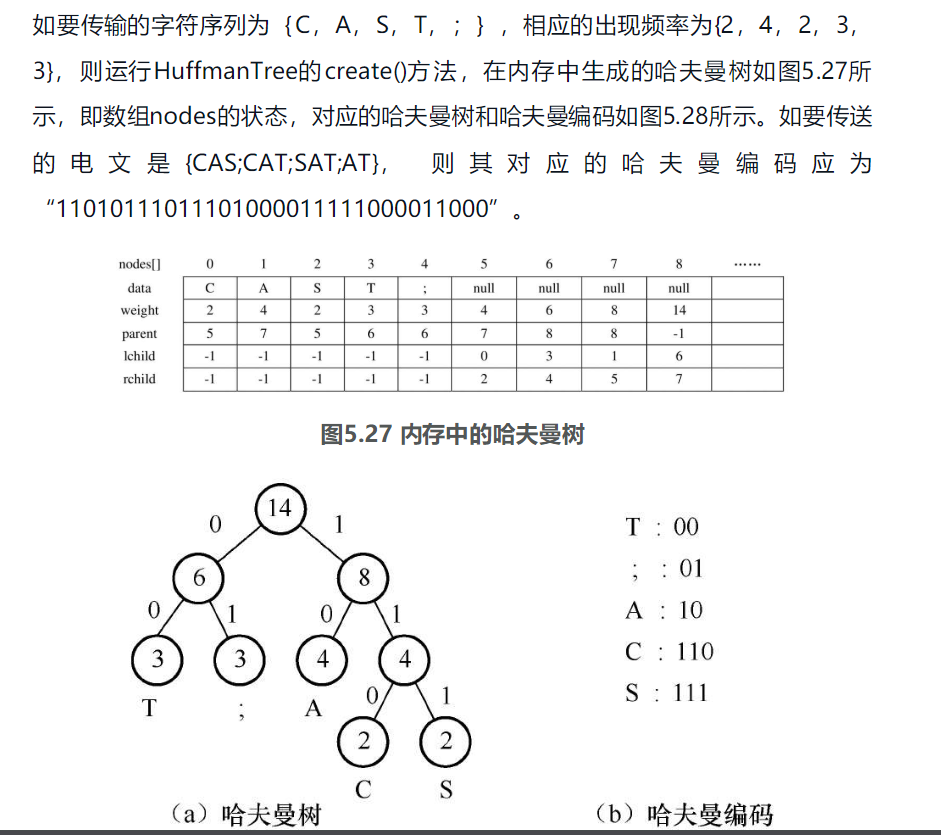 如要传输的字符序列为｛C，A，S，T，；｝，相应的出现频率为{2，4，2，3，
3}，则运行HuffmanTree的create()方法，在内存中生成的哈夫曼树如图5.27所
示，即数组nodes的状态，对应的哈夫曼树和哈夫曼编码如图5.28所示。如要传送
的电文是{CAS;CAT;SAT;AT}，则其对应的哈夫曼编码应为
“11010111011101000011111000011000”。
nodes[] 0 1 2 3 4 5 6 7 8 ……
data C A S T ; null null null null
weight 2 4 2 3 3 4 6 8 14
parent 5 7 5 6 6 7 8 8 -1
lchild -1 -1 -1 -1 -1 0 3 1 6
rchild -1 -1 -1 -1 -1 2 4 5 7
图5.27 内存中的哈夫曼树
14
0 1
6 8
0 1 0 1
3 3 4 4
T ; A
0 1
2 2
C S
（a）哈夫曼树
T : 00
; : 01
A : 10
C : 110
S : 111
（b）哈夫曼编码